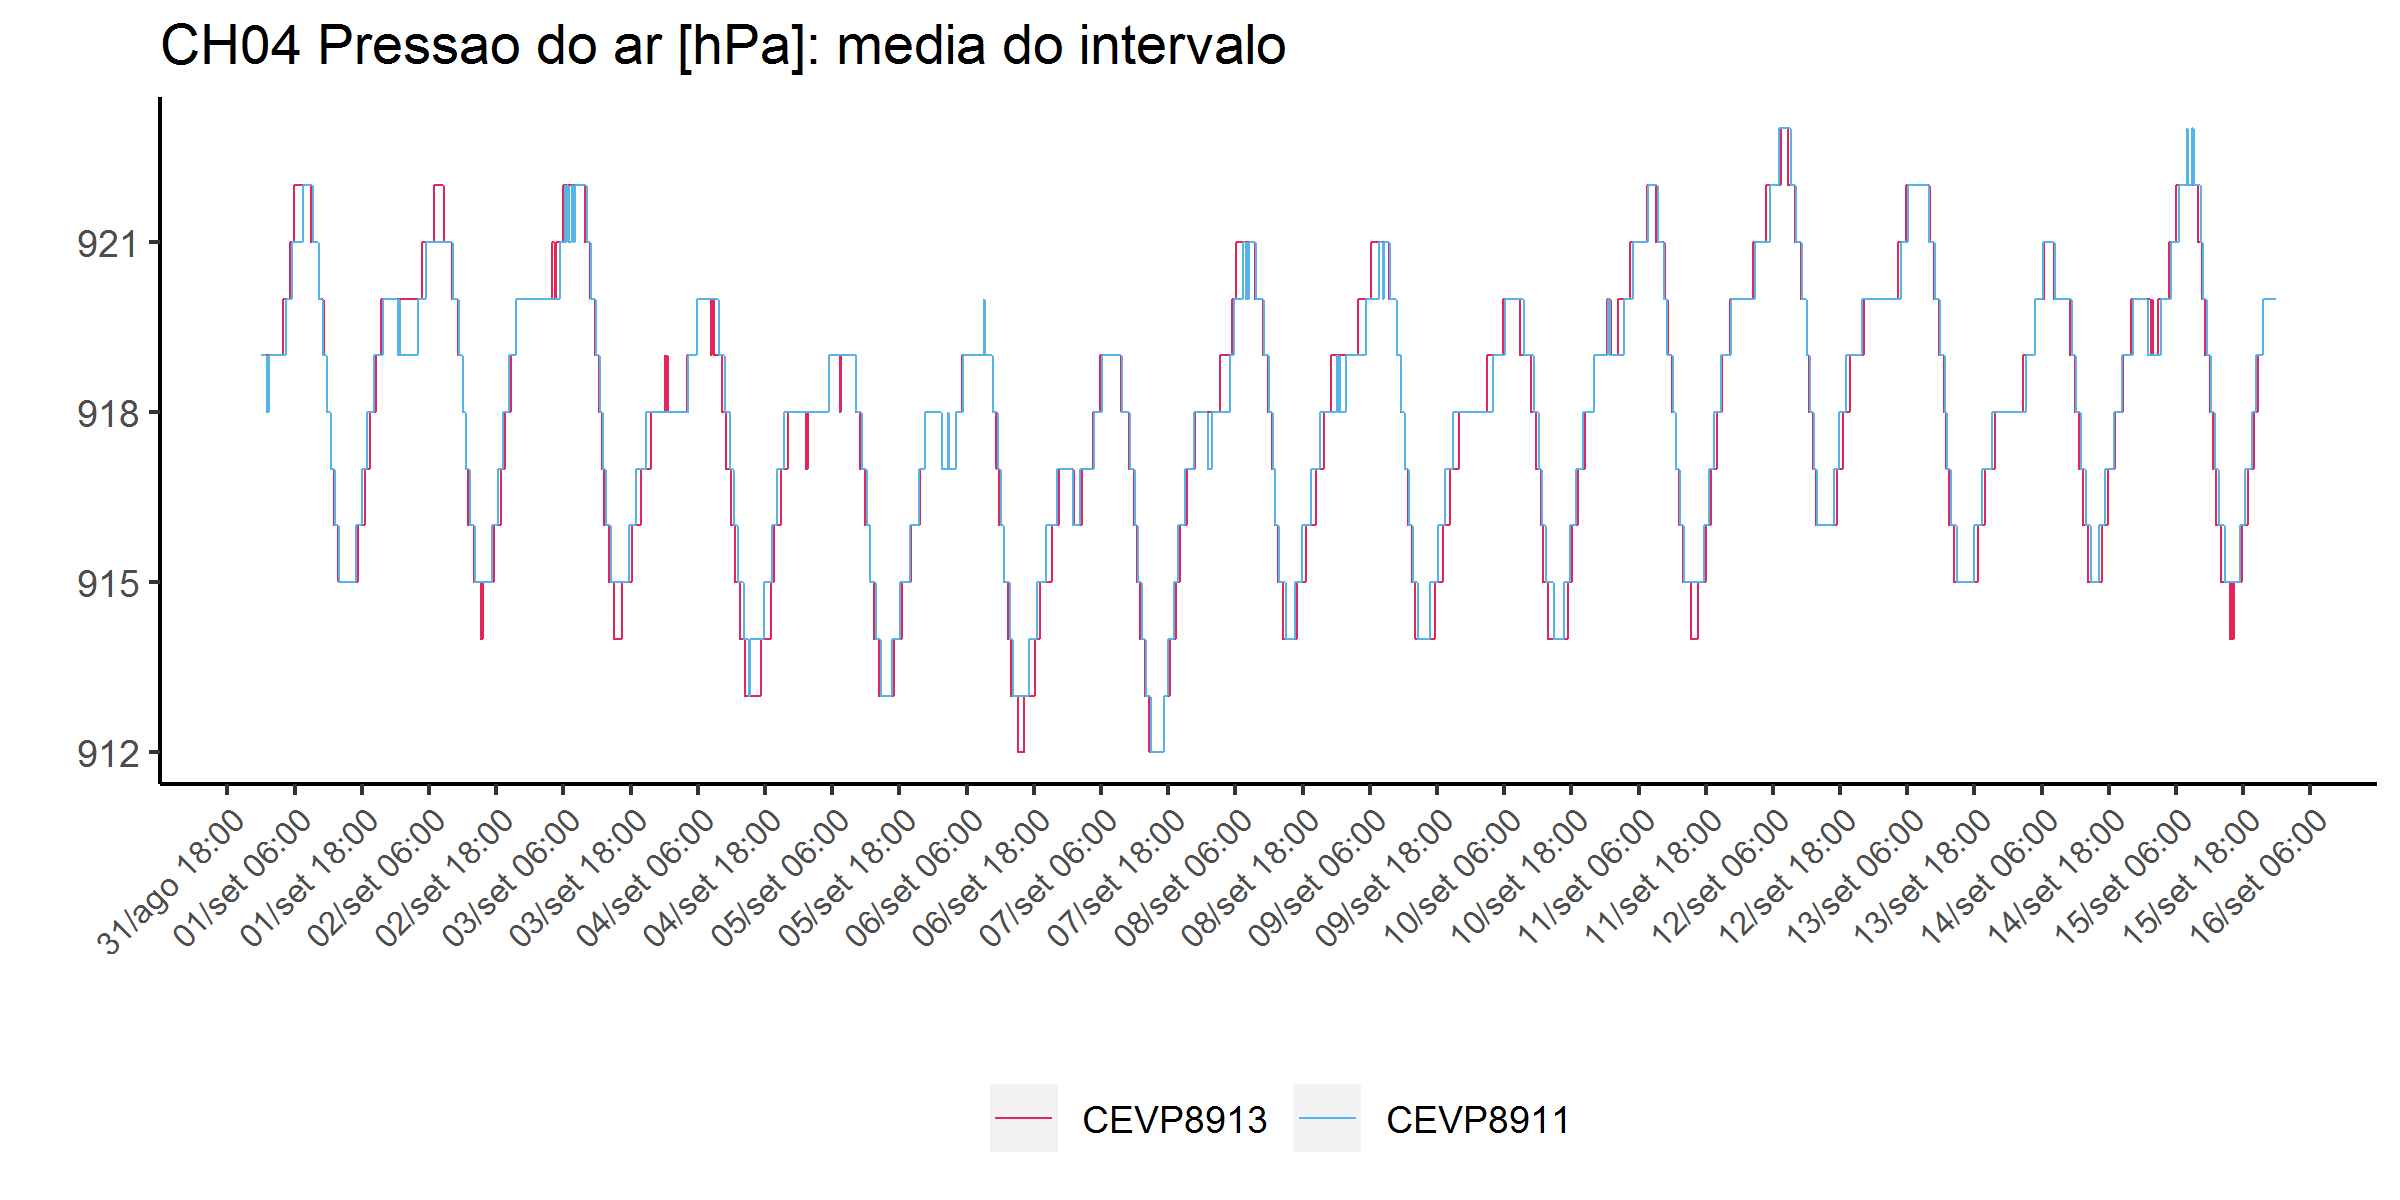 CH04 Pressao do ar [hPa]: media do intervalo
921
918
915
912
31/ago 18:00
01/set 06:00
01/set 18:00
02/set 06:00
02/set 18:00
03/set 06:00
03/set 18:00
04/set 06:00
04/set 18:00
05/set 06:00
05/set 18:00
06/set 06:00
06/set 18:00
07/set 06:00
07/set 18:00
08/set 06:00
08/set 18:00
09/set 06:00
09/set 18:00
10/set 06:00
10/set 18:00
11/set 06:00
11/set 18:00
12/set 06:00
12/set 18:00
13/set 06:00
13/set 18:00
14/set 06:00
14/set 18:00
15/set 06:00
15/set 18:00
16/set 06:00
CEVP8913 CEVP8911